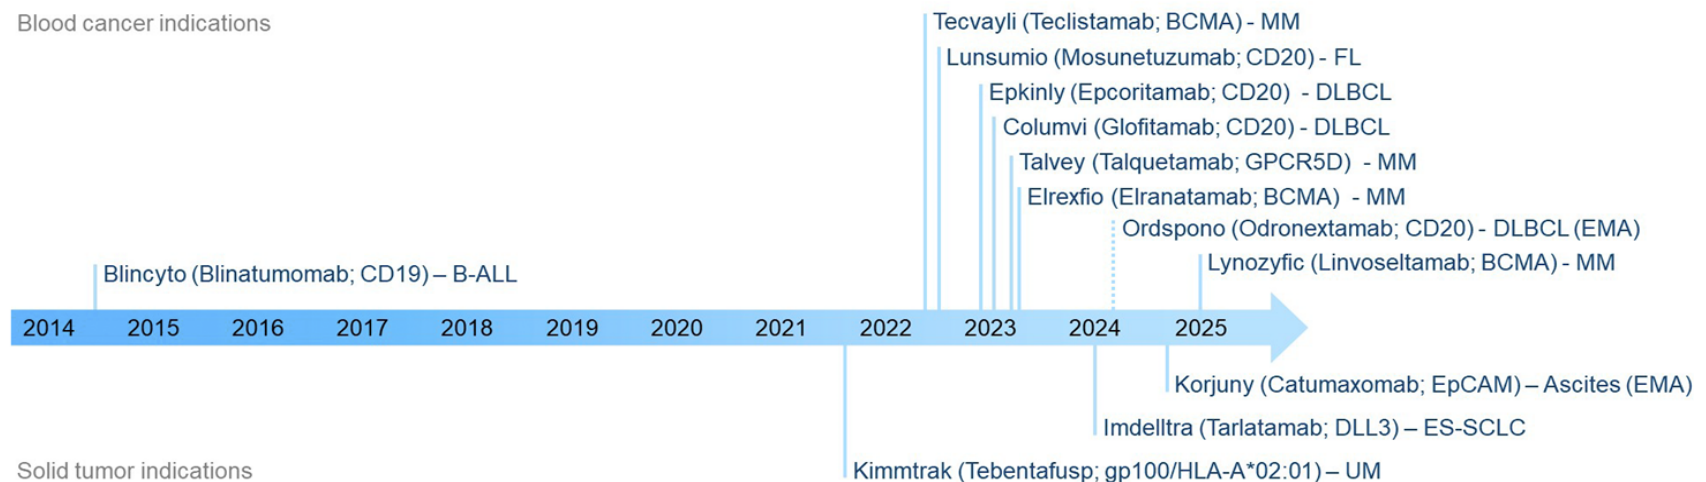 Blood cancer indications
Tecvayli (Teclistamab; BCMA) - MM
Lunsumio (Mosunetuzumab; CD20) - FL
Epkinly (Epcoritamab; CD20)  - DLBCL
Columvi (Glofitamab; CD20) - DLBCL
Talvey (Talquetamab; GPCR5D)  - MM
Elrexfio (Elranatamab; BCMA)  - MM
Ordspono (Odronextamab; CD20) - DLBCL (EMA)
Lynozyfic (Linvoseltamab; BCMA) - MM
Blincyto (Blinatumomab; CD19) – B-ALL
2014 2015 2016 2017 2018 2019 2020 2021 2022 2023 2024 2025
Korjuny (Catumaxomab; EpCAM) – Ascites (EMA)
Imdelltra (Tarlatamab; DLL3) – ES-SCLC
Kimmtrak (Tebentafusp; gp100/HLA-A*02:01) – UM
Solid tumor indications